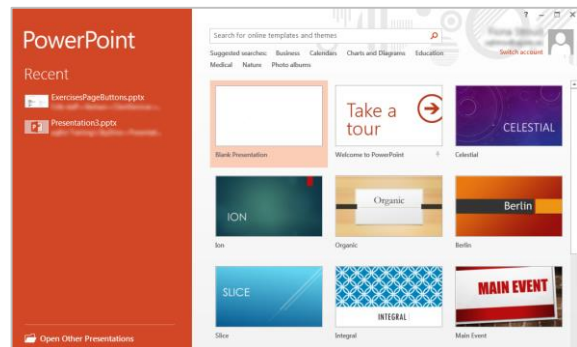 PowerPoint
Recent
ExercisesPageButtons.pptx
Presentation3.pptx
Open Other Presentations
?
Search for online templates and themes
Switch account
Suggested searches: Business Calendars Charts and Diagrams Education
Medical Nature Photo albums
Blank Presentation
Take a
tour
Welcome to PowerPoint
CELESTIAL
Celestial
ION
Ion
Organic
Organic
Berlin
Berlin
SLICE
Slice
INTEGRAL
Integral
MAIN EVENT
Main Event